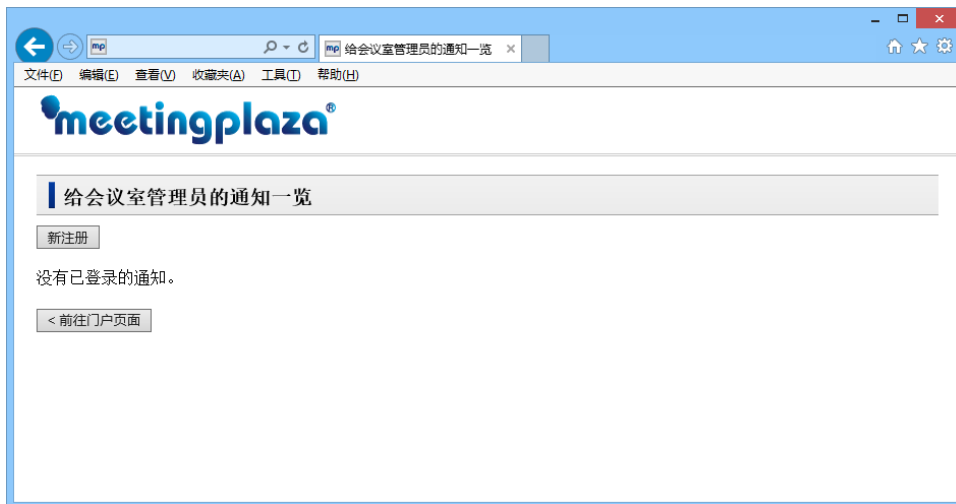 mp
mp 给会议室管理员的通知一览
文件(F) 编辑(E) 查看(V) 收藏夹(A) 工具(T) 帮助(H)
meetingplaza®
给会议室管理员的通知一览
新注册
没有已登录的通知。
< 前往门户页面